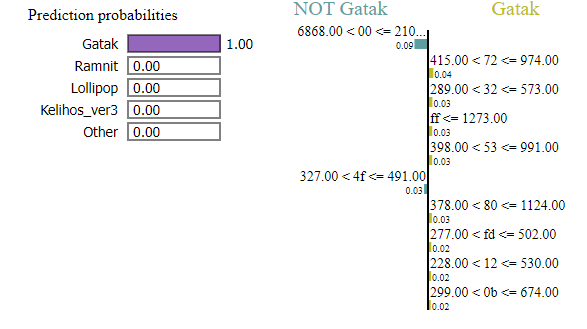 Prediction probabilities
Gatak 1.00
Ramnit 0.00
Lollipop 0.00
Kelihos_ver3 0.00
Other 0.00
NOT Gatak Gatak
6868.00 < 00 <= 210...
0.09
415.00 < 72 <= 974.00
0.04
289.00 < 32 <= 573.00
0.03
ff <= 1273.00
0.03
398.00 < 53 <= 991.00
0.03
327.00 < 4f <= 491.00
0.03
378.00 < 80 <= 1124.00
0.03
277.00 < fd <= 502.00
0.02
228.00 < 12 <= 530.00
0.02
299.00 < 0b <= 674.00
0.02